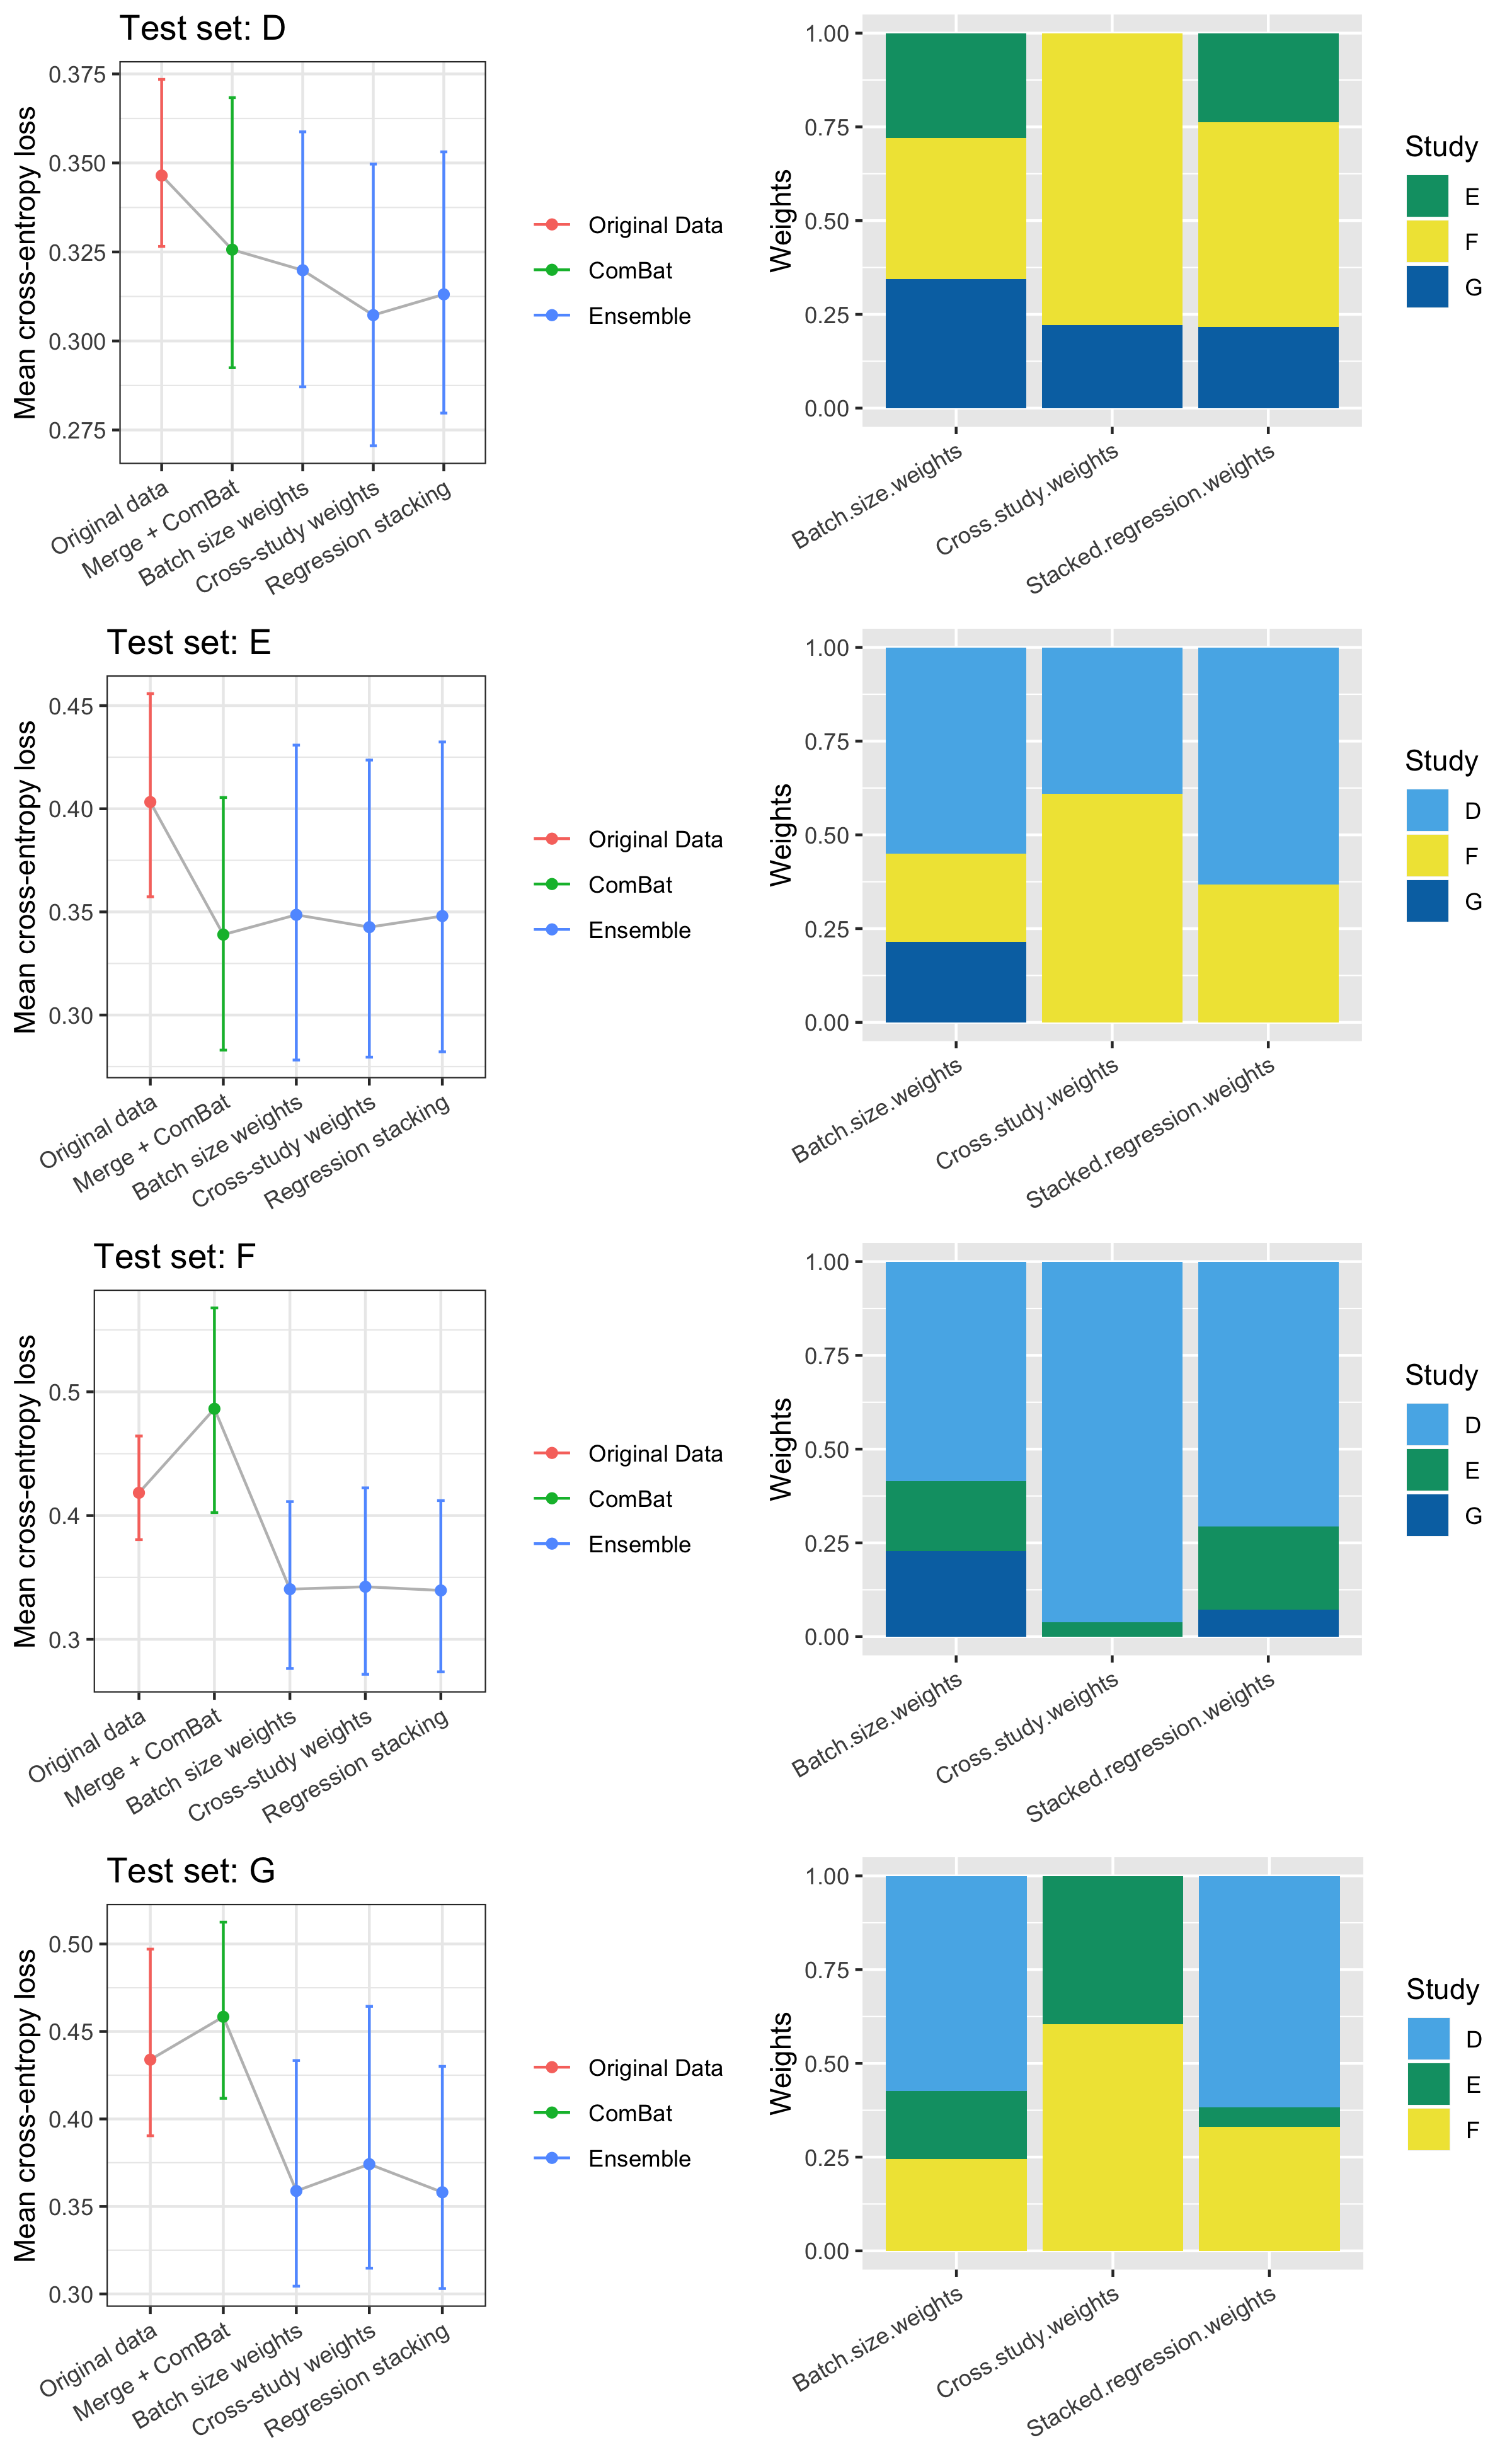 Test set: D
Mean cross-entropy loss
0.375
0.350
0.325
0.300
0.275
Original data
Merge + ComBat
Batch size weights
Cross-study weights
Regression stacking
Original Data
ComBat
Ensemble
Weights
1.00
0.75
0.50
0.25
0.00
Batch.size.weights
Cross.study.weights
Stacked.regression.weights
Study
E
F
G
Test set: E
Mean cross-entropy loss
0.45
0.40
0.35
0.30
Original data
Merge + ComBat
Batch size weights
Cross-study weights
Regression stacking
Original Data
ComBat
Ensemble
Weights
1.00
0.75
0.50
0.25
0.00
Batch.size.weights
Cross.study.weights
Stacked.regression.weights
Study
D
F
G
Test set: F
Mean cross-entropy loss
0.5
0.4
0.3
Original data
Merge + ComBat
Batch size weights
Cross-study weights
Regression stacking
Original Data
ComBat
Ensemble
Weights
1.00
0.75
0.50
0.25
0.00
Batch.size.weights
Cross.study.weights
Stacked.regression.weights
Study
D
E
G
Test set: G
Mean cross-entropy loss
0.50
0.45
0.40
0.35
0.30
Original data
Merge + ComBat
Batch size weights
Cross-study weights
Regression stacking
Original Data
ComBat
Ensemble
Weights
1.00
0.75
0.50
0.25
0.00
Batch.size.weights
Cross.study.weights
Stacked.regression.weights
Study
D
E
F